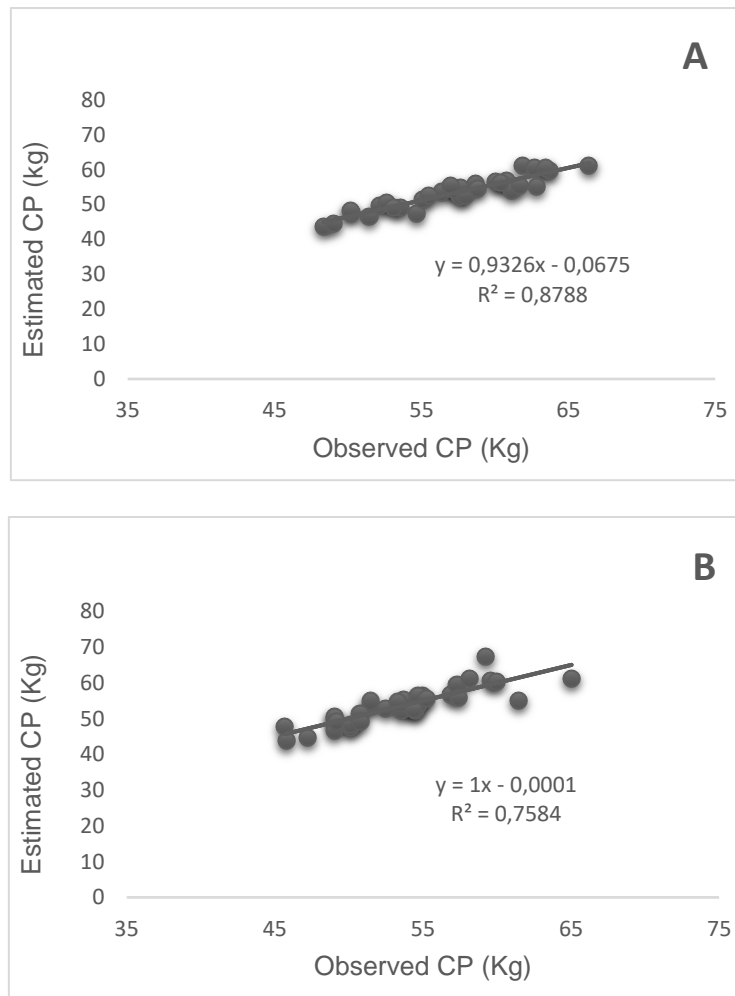 A
80
70
60
50
40
30
20
10
0
Estimated CP (kg)
y = 0,9326x - 0,0675
R² = 0,8788
35 45 55 65 75
Observed CP (Kg)
B
80
70
60
50
40
30
20
10
0
Estimated CP (Kg)
y = 1x - 0,0001
R² = 0,7584
35 45 55 65 75
Observed CP (Kg)